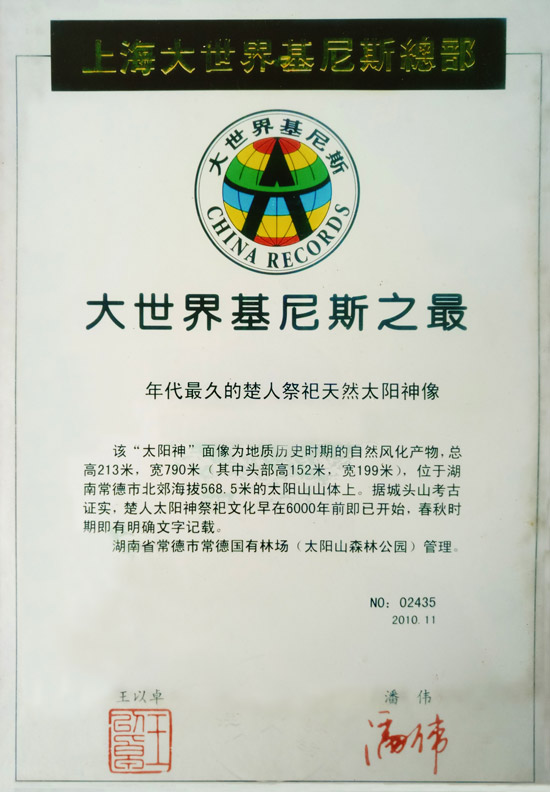 上海大世界基尼斯總部
大世界基尼斯
CHINA RECORDS
大世界基尼斯之最
年代最久的楚人祭祀天然太阳神像
该“太阳神”面像为地质历史时期的自然风化产物，总
高213米，宽790米（其中头部高152米，宽199米），位于湖
南常德市北郊海拔568.5米的太阳山山体上。据城头山考古
证实，楚人太阳神祭祀文化早在6000年前即已开始，春秋时
期即有明确文字记载。
湖南省常德市常德国有林场（太阳山森林公园）管理。
NO: 02435
2010.11
王以卓
潘 伟
潘伟